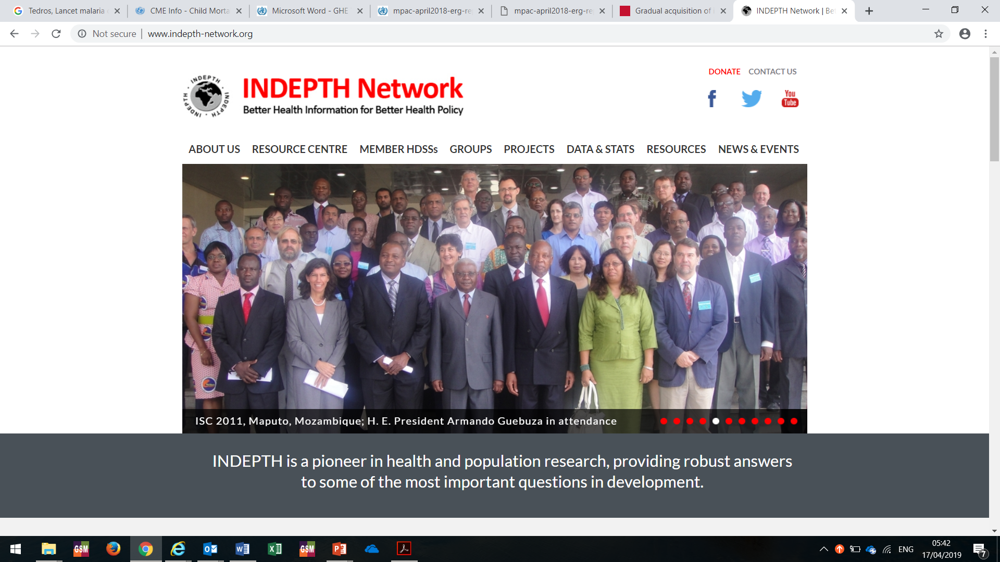 Tedros, Lancet malaria
CME Info - Child Morta
Microsoft Word - GHE
mpac-april2018-erg-re
mpac-april2018-erg-re
Gradual acquisition of
INDEPTH Network | Be
Not secure
www.indepth-network.org
DONATE CONTACT US
INDEPTH · INDEPTH · INDEPTH ·
INDEPTH Network
Better Health Information for Better Health Policy
You
Tube
ABOUT US RESOURCE CENTRE MEMBER HDSSs GROUPS PROJECTS DATA & STATS RESOURCES NEWS & EVENTS
ISC 2011, Maputo, Mozambique; H. E. President Armando Guebuza in attendance
INDEPTH is a pioneer in health and population research, providing robust answers
to some of the most important questions in development.
GSM
GSM
ENG
05:42
17/04/2019
7